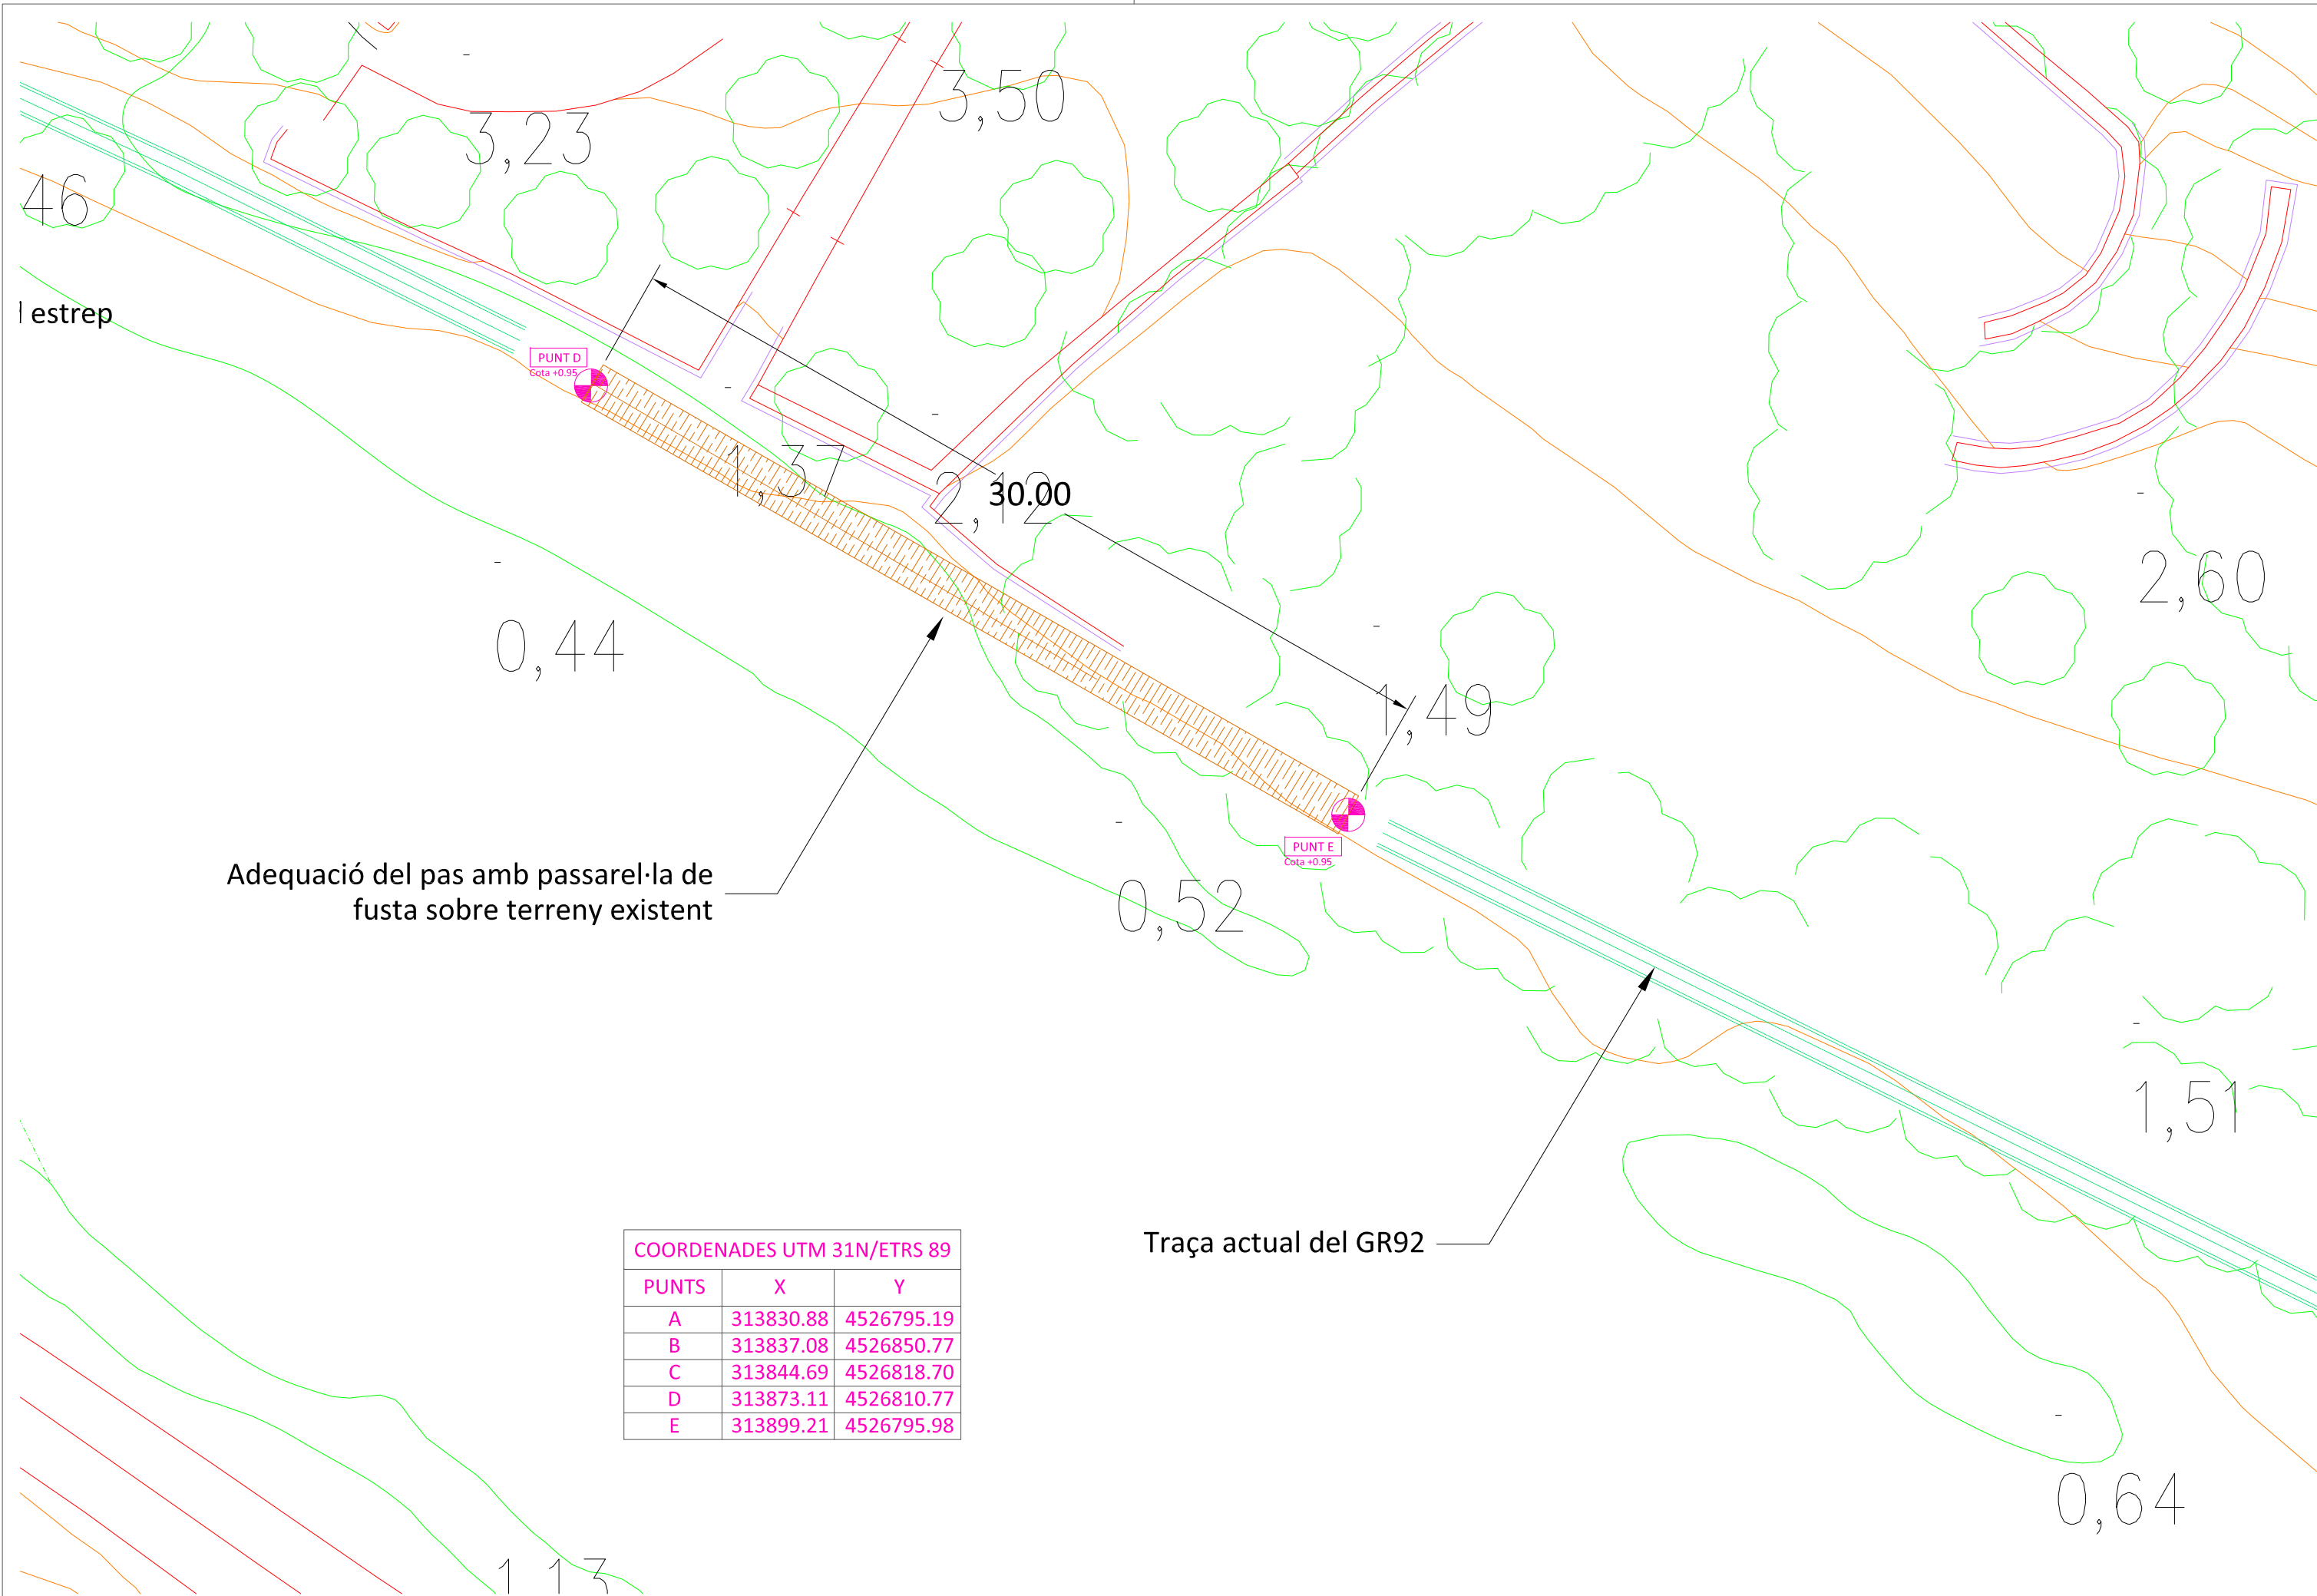 3,50
3,23
46
l estrep
PUNT D
Cota +0.95
1,37
2,12
30.00
2,60
0,44
1,49
PUNT E
Cota +0.95
Adequació del pas amb passarel·la de
fusta sobre terreny existent
0,52
1,51
Traça actual del GR92
COORDENADES UTM 31N/ETRS 89
PUNTS X Y
A 313830.88 4526795.19
B 313837.08 4526850.77
C 313844.69 4526818.70
D 313873.11 4526810.77
E 313899.21 4526795.98
0,64
1,13